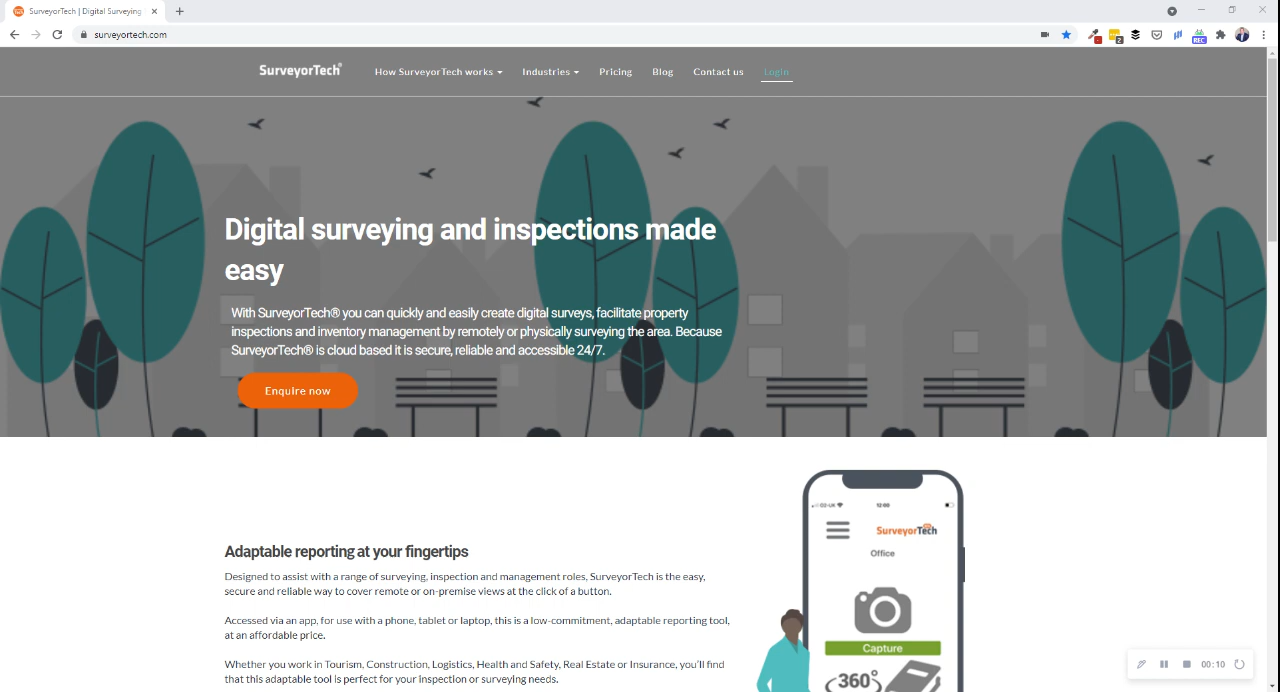 SurveyorTech | Digital Surveying
surveyortech.com
2
REC
SurveyorTech®
How SurveyorTech works
Industries
Pricing
Blog
Contact us
Login
Digital surveying and inspections made
easy
With SurveyorTech® you can quickly and easily create digital surveys, facilitate property
inspections and inventory management by remotely or physically surveying the area. Because
SurveyorTech® is cloud based it is secure, reliable and accessible 24/7.
Enquire now
Adaptable reporting at your fingertips
Designed to assist with a range of surveying, inspection and management roles, SurveyorTech is the easy,
secure and reliable way to cover remote or on-premise views at the click of a button.
Accessed via an app, for use with a phone, tablet or laptop, this is a low-commitment, adaptable reporting tool,
at an affordable price.
Whether you work in Tourism, Construction, Logistics, Health and Safety, Real Estate or Insurance, you'll find
that this adaptable tool is perfect for your inspection or surveying needs.
12:00
SurveyorTech
Office
Capture
360°
00:10